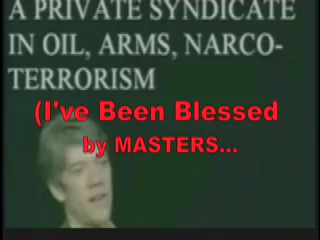 A PRIVATE SYNDICATE
IN OIL, ARMS, NARCO-
TERRORISM
(I've Been Blessed
by MASTERS...